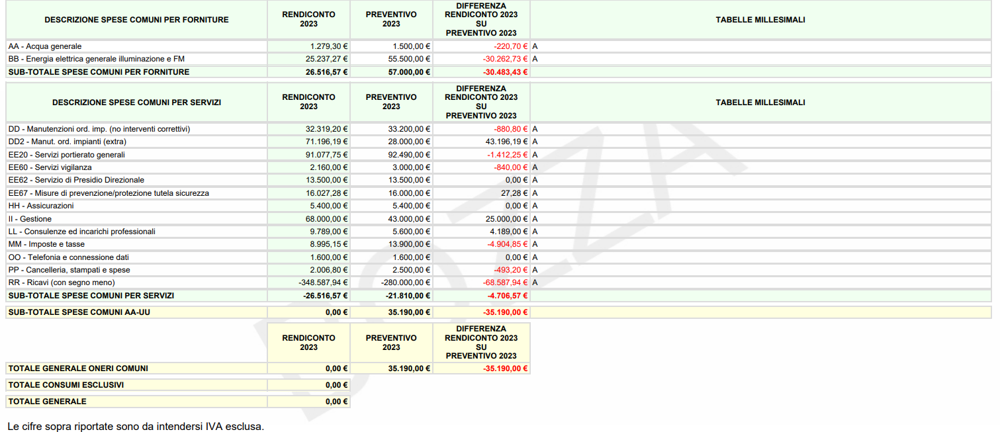 DESCRIZIONE SPESE COMUNI PER FORNITURE RENDICONTO 2023 PREVENTIVO 2023 DIFFERENZA RENDICONTO 2023 SU PREVENTIVO 2023 TABELLE MILLESIMALI
AA - Acqua generale 1.279,30 € 1.500,00 € -220,70 € A
BB - Energia elettrica generale illuminazione e FM 25.237,27 € 55.500,00 € -30.262,73 € A
SUB-TOTALE SPESE COMUNI PER FORNITURE 26.516,57 € 57.000,00 € -30.483,43 €
DESCRIZIONE SPESE COMUNI PER SERVIZI RENDICONTO 2023 PREVENTIVO 2023 DIFFERENZA RENDICONTO 2023 SU PREVENTIVO 2023 TABELLE MILLESIMALI
DD - Manutenzioni ord. imp. (no interventi correttivi) 32.319,20 € 33.200,00 € -880,80 € A
DD2 - Manut. ord. impianti (extra) 71.196,19 € 28.000,00 € 43.196,19 € A
EE20 - Servizi portierato generali 91.077,75 € 92.490,00 € -1.412,25 € A
EE60 - Servizi vigilanza 2.160,00 € 3.000,00 € -840,00 € A
EE62 - Servizio di Presidio Direzionale 13.500,00 € 13.500,00 € 0,00 € A
EE67 - Misure di prevenzione/protezione tutela sicurezza 16.027,28 € 16.000,00 € 27,28 € A
HH - Assicurazioni 5.400,00 € 5.400,00 € 0,00 € A
II - Gestione 68.000,00 € 43.000,00 € 25.000,00 € A
LL - Consulenze ed incarichi professionali 9.789,00 € 5.600,00 € 4.189,00 € A
MM - Imposte e tasse 8.995,15 € 13.900,00 € -4.904,85 € A
OO - Telefonia e connessione dati 1.600,00 € 1.600,00 € 0,00 € A
PP - Cancelleria, stampati e spese 2.006,80 € 2.500,00 € -493,20 € A
RR - Ricavi (con segno meno) -348.587,94 € -280.000,00 € -68.587,94 € A
SUB-TOTALE SPESE COMUNI PER SERVIZI -26.516,57 € -21.810,00 € -4.706,57 €
SUB-TOTALE SPESE COMUNI AA-UU 0,00 € 35.190,00 € -35.190,00 €
RENDICONTO 2023 PREVENTIVO 2023 DIFFERENZA RENDICONTO 2023 SU PREVENTIVO 2023
TOTALE GENERALE ONERI COMUNI 0,00 € 35.190,00 € -35.190,00 €
TOTALE CONSUMI ESCLUSIVI 0,00 €
TOTALE GENERALE 0,00 €
Le cifre sopra riportate sono da intendersi IVA esclusa.
BOZZA